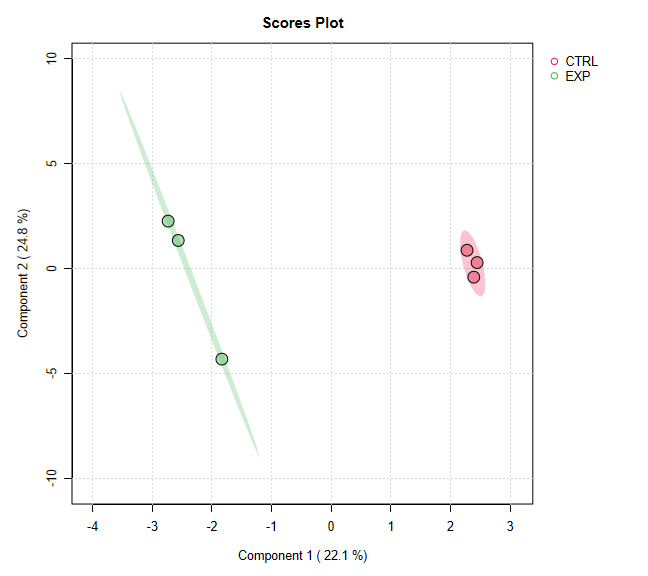 Scores Plot
CTRL
EXP
10
5
0
-5
-10
Component 2 ( 24.8 %)
-4 -3 -2 -1 0 1 2 3
Component 1 ( 22.1 %)